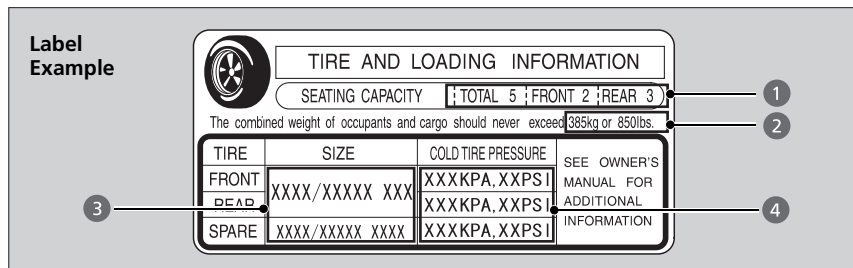 Label
Example
TIRE AND LOADING INFORMATION
SEATING CAPACITY TOTAL 5 FRONT 2 REAR 3
1
The combined weight of occupants and cargo should never exceed 385kg or 850lbs.
2
TIRE SIZE COLD TIRE PRESSURE
SEE OWNER'S
MANUAL FOR
ADDITIONAL
INFORMATION
FRONT XXXX/XXXXX XXX XXXKPA,XXPSI
REAR XXXKPA,XXPSI
SPARE XXXX/XXXXX XXXX XXXKPA,XXPSI
3
4